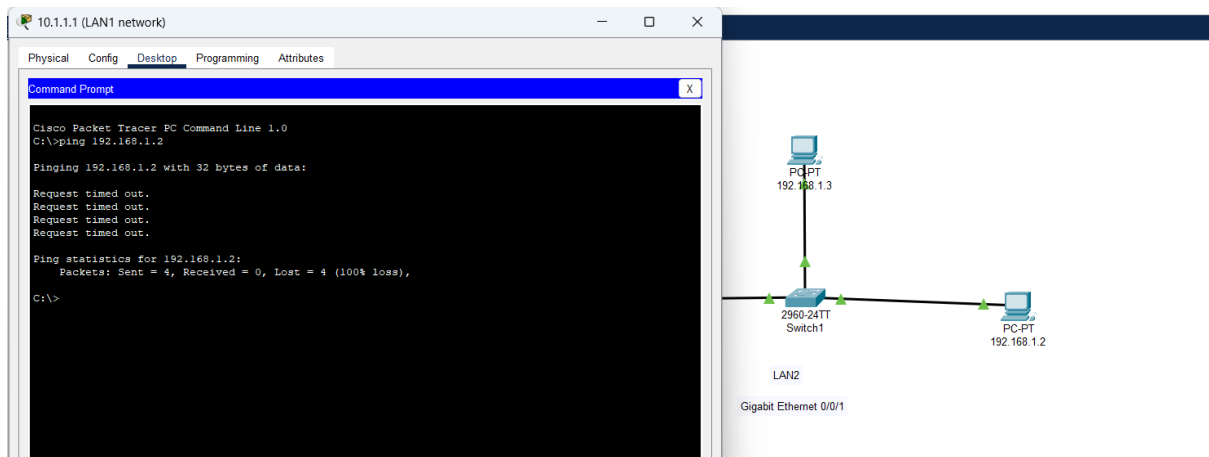 10.1.1.1 (LAN1 network)
Physical Config Desktop Programming Attributes
Command Prompt
X
Cisco Packet Tracer PC Command Line 1.0
C:\>ping 192.168.1.2
Pinging 192.168.1.2 with 32 bytes of data:
Request timed out.
Request timed out.
Request timed out.
Request timed out.
Ping statistics for 192.168.1.2:
Packets: Sent = 4, Received = 0, Lost = 4 (100% loss),
C:\>
PC-PT
192.168.1.3
2960-24TT
Switch1
PC-PT
192.168.1.2
LAN2
Gigabit Ethernet 0/0/1